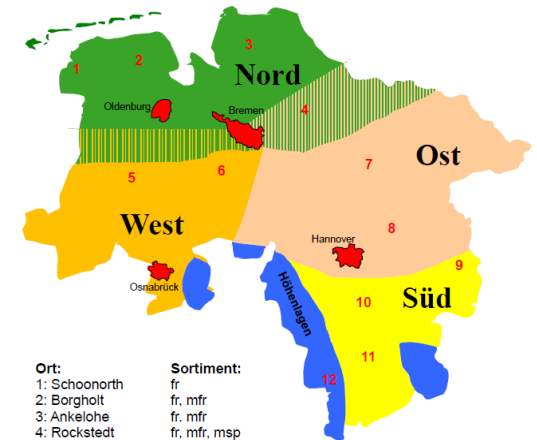 3
2
1
Nord
Oldenburg
Bremen
4
7
Ost
5
6
West
8
Hannover
9
Osnabrück
Höhenlagen
10
Süd
11
12
Ort: Sortiment:
1: Schoonorth fr
2: Borgholt fr, mfr
3: Ankelohe fr. mfr
4: Rockstedt fr, mfr, msp